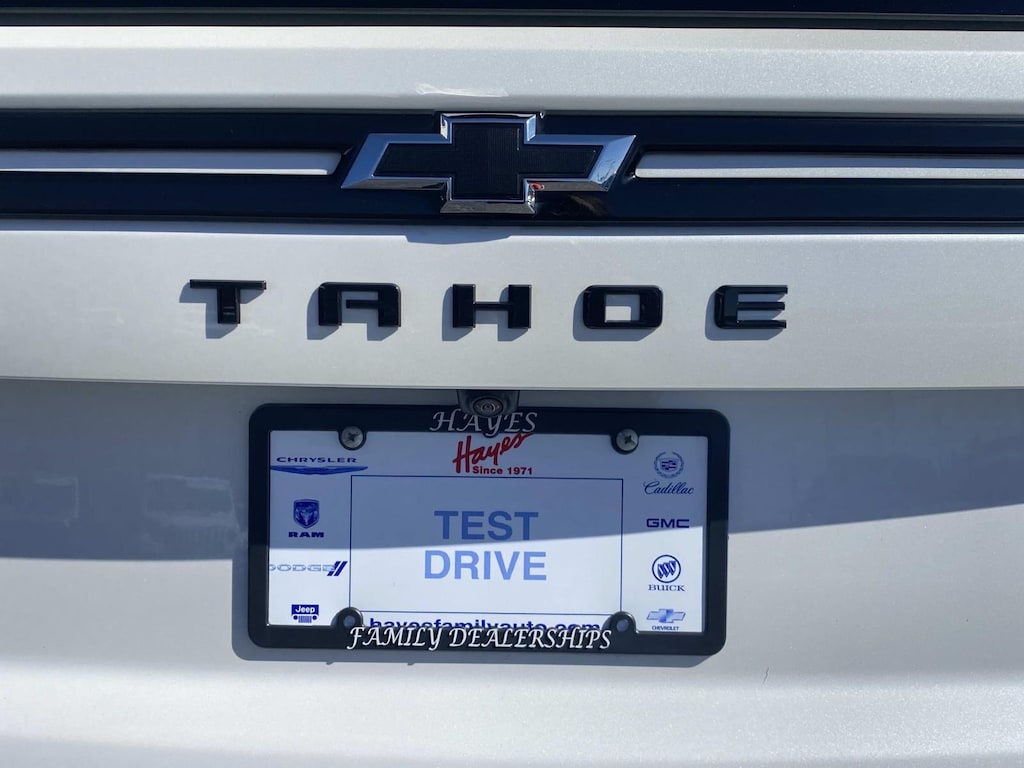 TAHOE
HAYES
Hayes
Since 1971
CHRYSLER
RAM
DODGE
Jeep
TEST
DRIVE
Cadillac
GMC
BUICK
CHEVROLET
hayesfamilyauto.com
FAMILY DEALERSHIPS